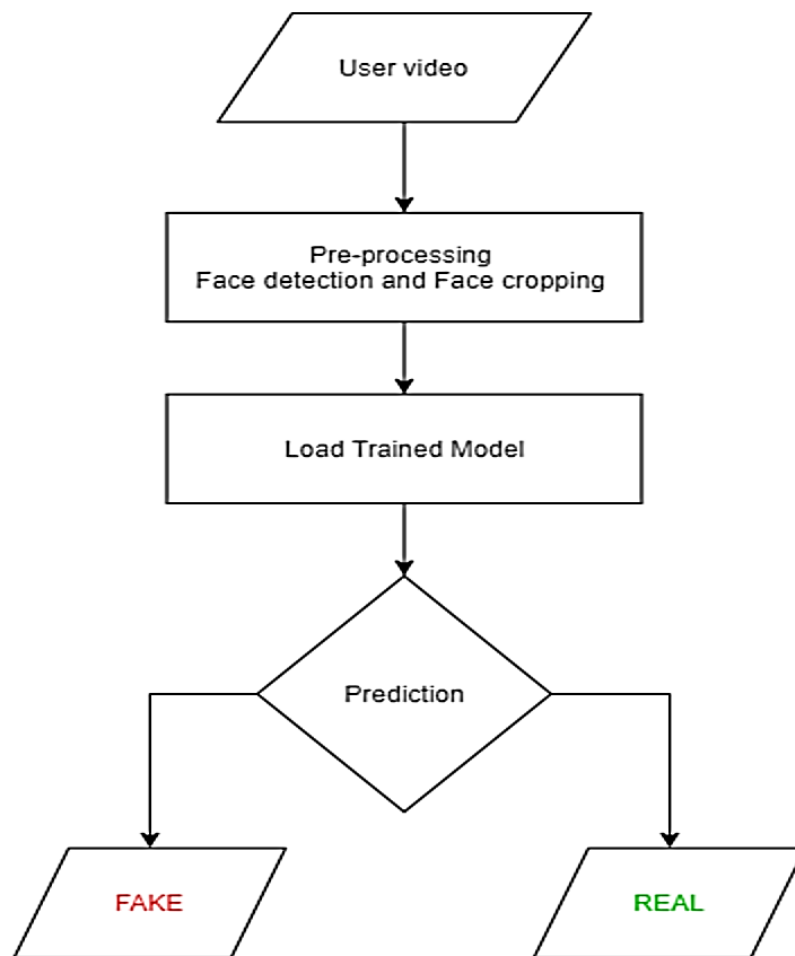 User video
Pre-processing
Face detection and Face cropping
Load Trained Model
Prediction
FAKE
REAL